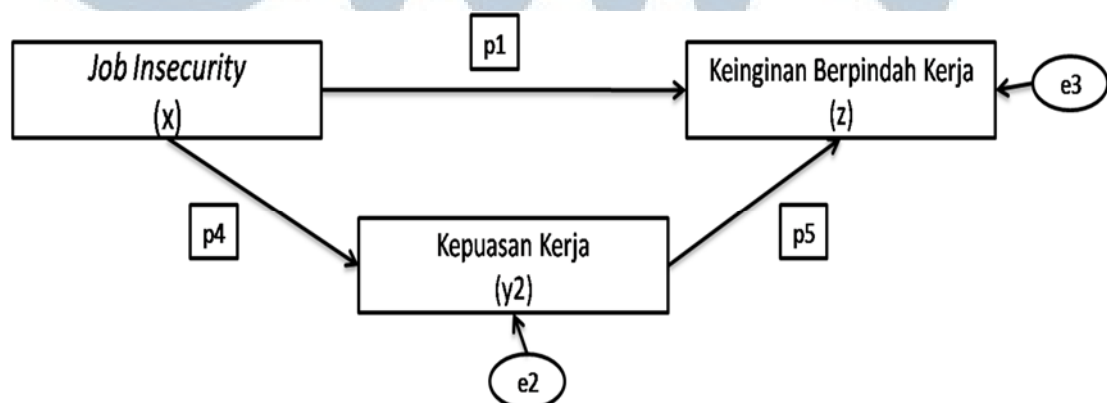 p1
Job Insecurity
(x)
Keinginan Berpindah Kerja
(z)
e3
p4
Kepuasan Kerja
(y2)
p5
e2